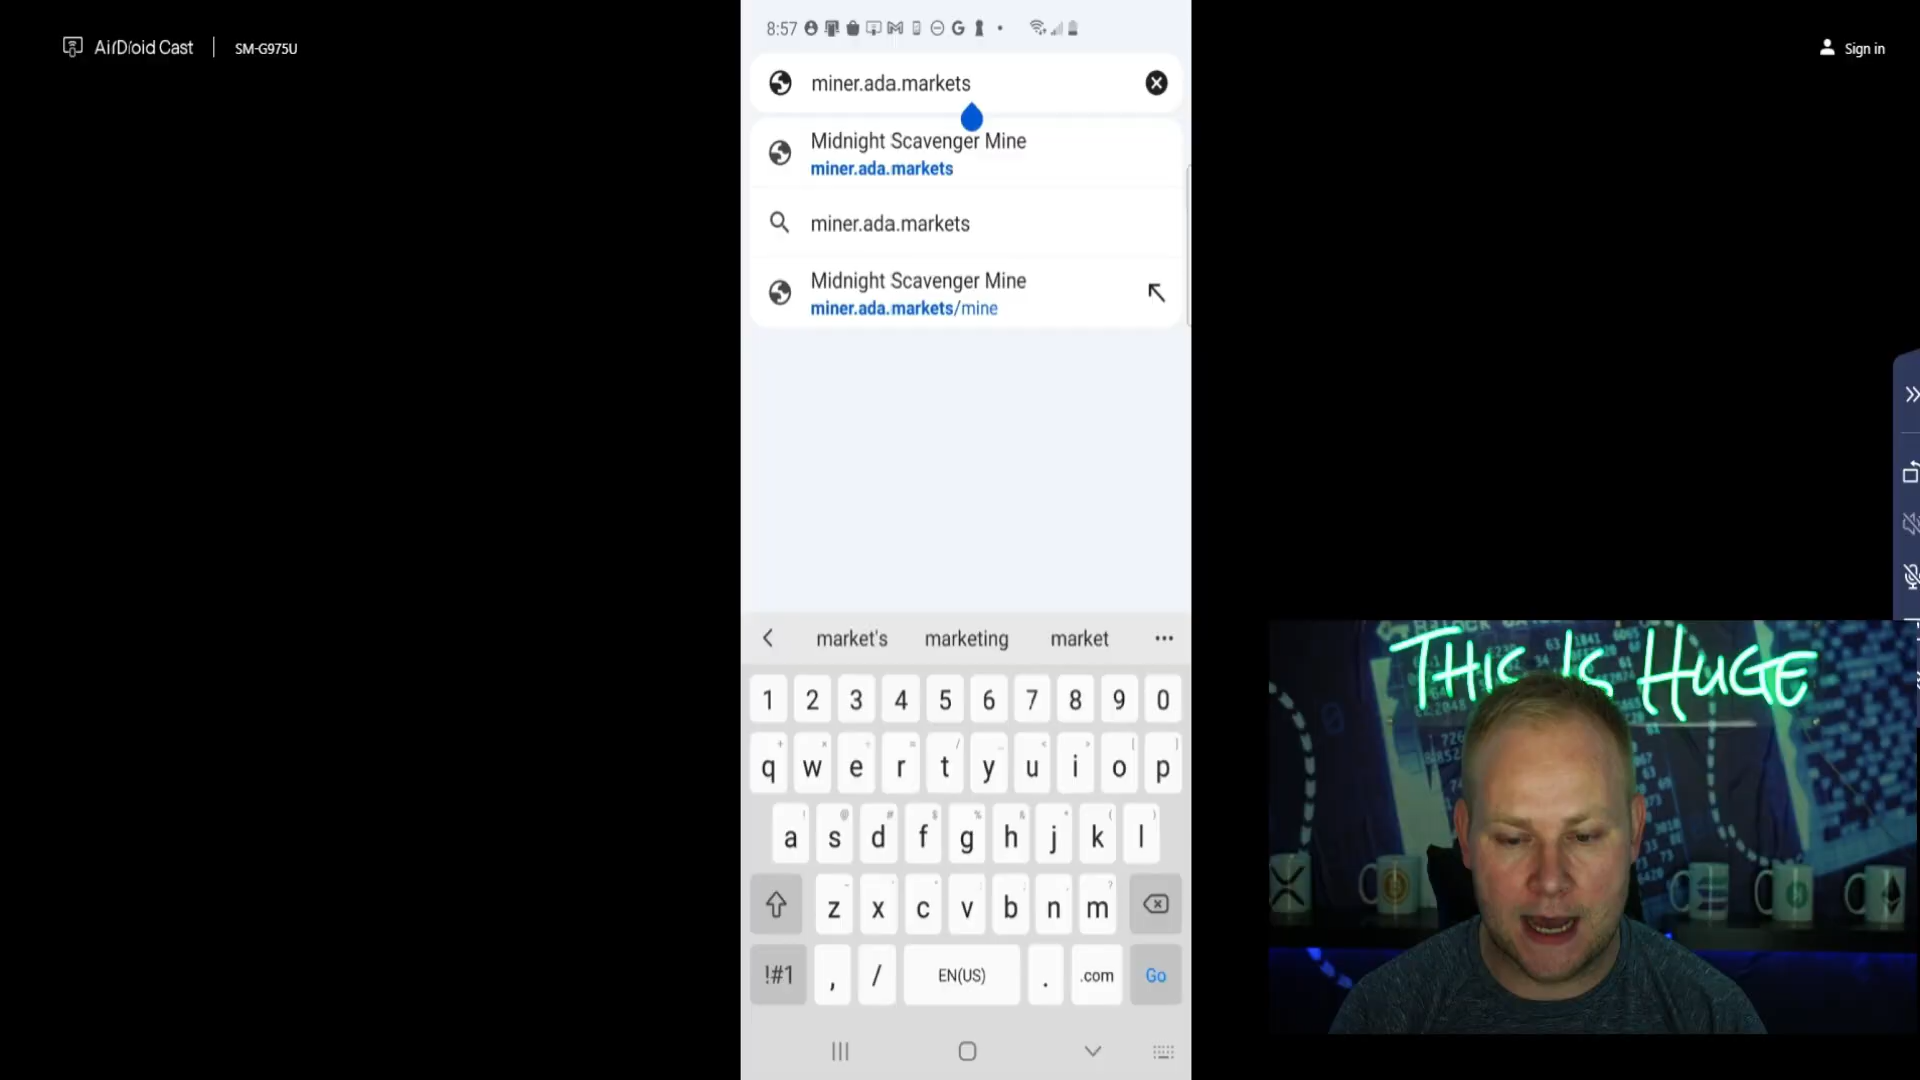 AirDroid Cast | SM-G975U
Sign in
8:57
miner.ada.markets
Midnight Scavenger Mine
miner.ada.markets
miner.ada.markets
Midnight Scavenger Mine
miner.ada.markets/mine
market's marketing market
1 2 3 4 5 6 7 8 9 0
q w e r t y u i o p
a s d f g h j k l
z x c v b n m
!#1 , / EN(US) . .com Go
THIS IS HUGE